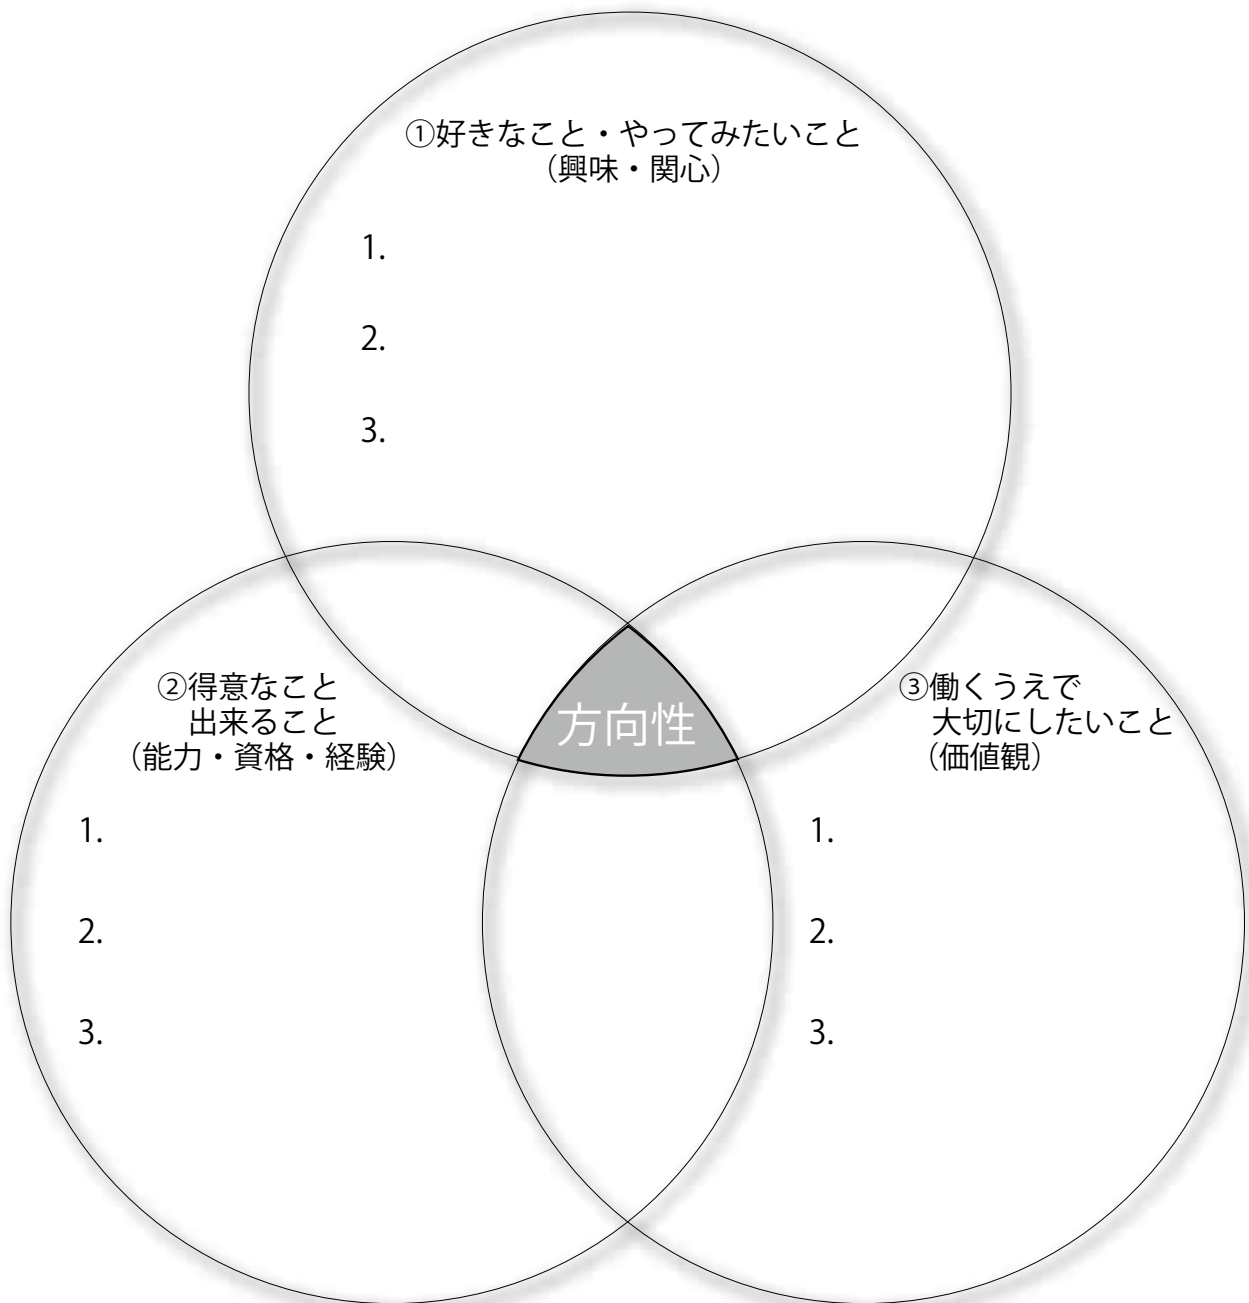 ①好きなこと・やってみたいこと
（興味・関心）
1.
2.
3.
②得意なこと
出来ること
（能力・資格・経験）
1.
2.
3.
方向性
③働くうえで
大切にしたいこと
（価値観）
1.
2.
3.